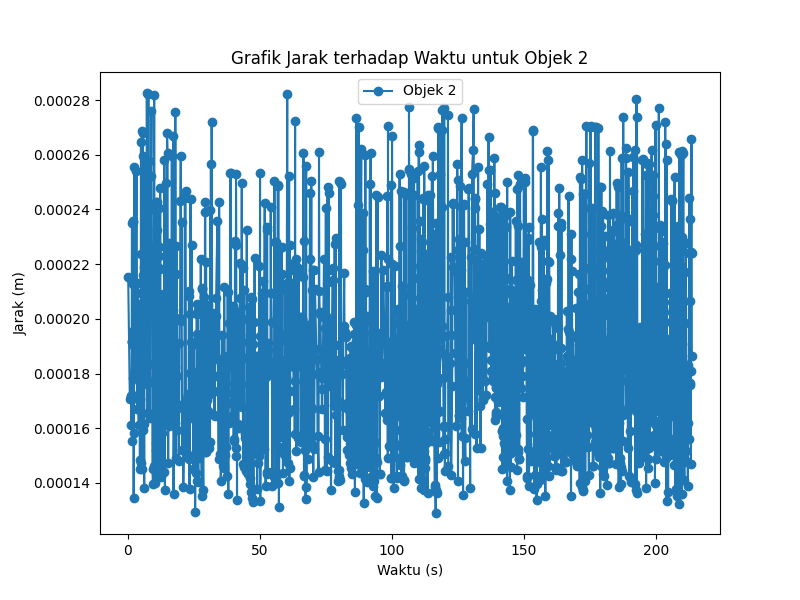 Grafik Jarak terhadap Waktu untuk Objek 2
Objek 2
Jarak (m)
0.00028
0.00026
0.00024
0.00022
0.00020
0.00018
0.00016
0.00014
0 50 100 150 200
Waktu (s)